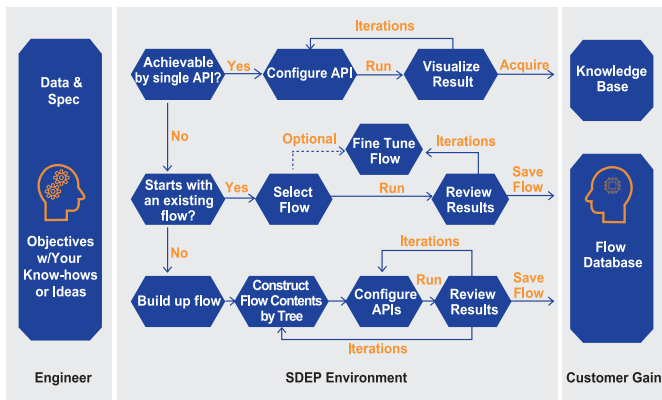 Data &
Spec
Objectives
w/Your
Know-hows
or Ideas
Engineer
Achievable
by single API?
Yes
Configure API
Run
Visualize
Result
Iterations
Acquire
No
Starts with
an existing
flow?
Yes
Select
Flow
Optional
Fine Tune
Flow
Run
Iterations
Review
Results
Save
Flow
No
Build up flow
Construct
Flow Contents
by Tree
Configure
APIs
Run
Iterations
Review
Results
Save
Flow
Iterations
SDEP Environment
Knowledge
Base
Flow
Database
Customer Gain